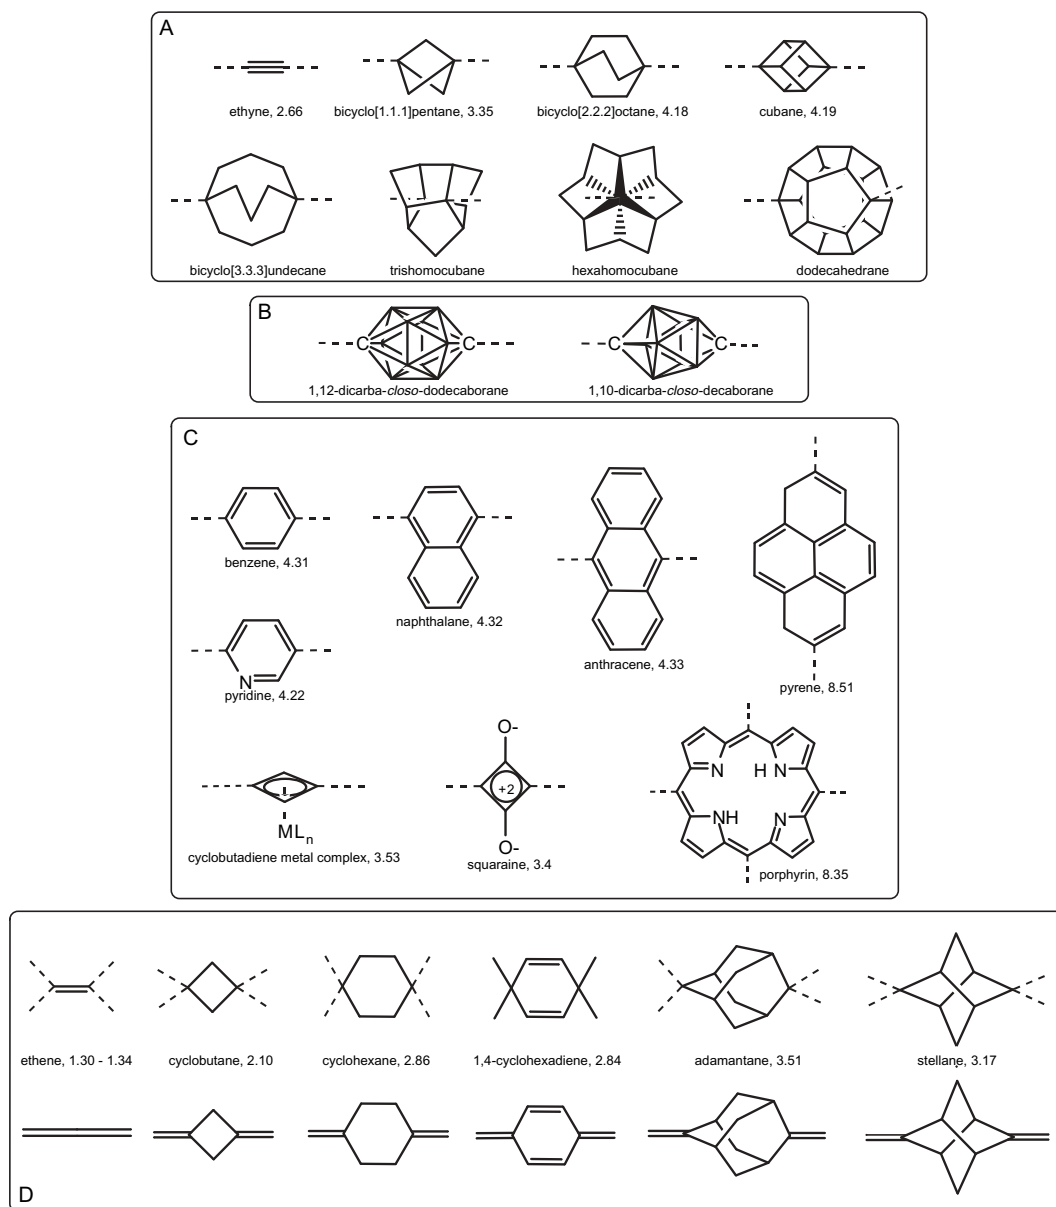 A
ethyne, 2.66
bicyclo[1.1.1]pentane, 3.35
bicyclo[2.2.2]octane, 4.18
cubane, 4.19
bicyclo[3.3.3]undecane
trishomocubane
hexahomocubane
dodecahedrane
B
C
C
C
C
1,12-dicarba-closo-dodecaborane
1,10-dicarba-closo-decaborane
C
benzene, 4.31
naphthalane, 4.32
anthracene, 4.33
pyrene, 8.51
N
pyridine, 4.22
MLn
cyclobutadiene metal complex, 3.53
O-
+2
O-
squaraine, 3.4
N
H N
NH
N
porphyrin, 8.35
ethene, 1.30 - 1.34
cyclobutane, 2.10
cyclohexane, 2.86
1,4-cyclohexadiene, 2.84
adamantane, 3.51
stellane, 3.17
D